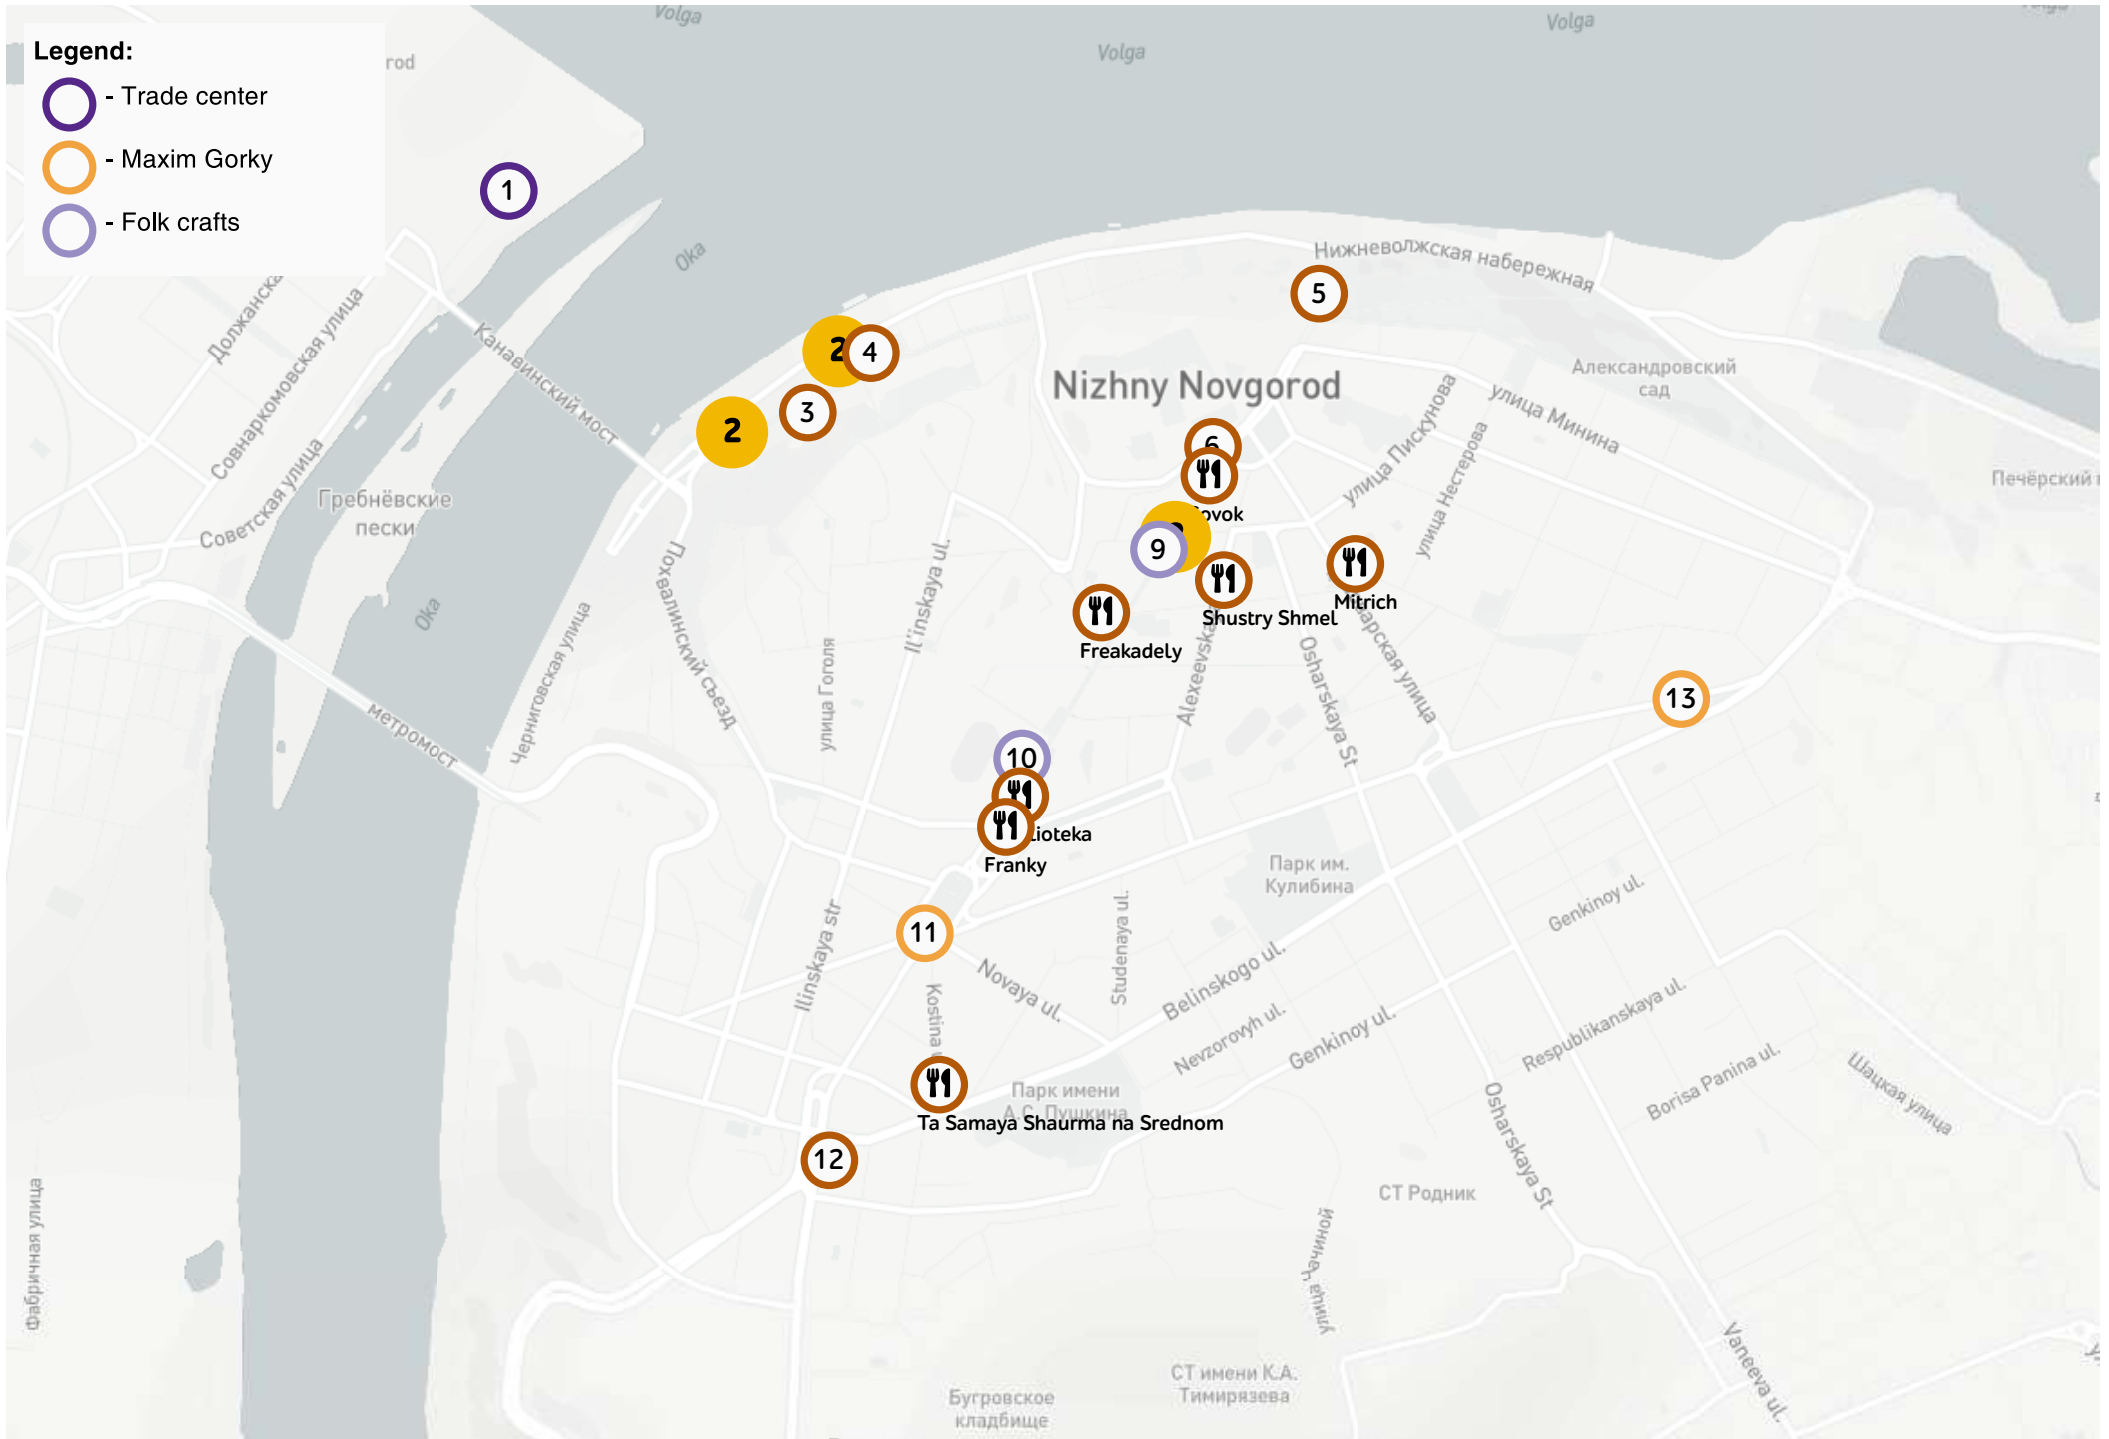 Legend:
- Trade center
- Maxim Gorky
- Folk crafts
Volga
Volga
Volga
rod
1
Oka
Нижневолжская набережная
5
Должанска
Совнаркомовская улица
Канавинский мост
2
4
3
2
Nizhny Novgorod
Александровский
сад
улица Пискунова
улица Минина
улица Нестерова
Печёрский
Советская улица
Гребнёвские
пески
6
9
Mitrich
Shustry Shmel
Freakadely
Похвалинский съезд
Il'inskaya ul.
Oka
Черниговская улица
улица Гоголя
Osharskaya St
метромост
13
10
Franky
Парк им.
Кулибина
11
Ilinskaya str
Kostina
Novaya ul.
Studenaya ul.
Belinskogo ul.
Genkinoy ul.
Nevzorovyh ul.
Genkinoy ul.
Respublikanskaya ul.
Borisa Panina ul.
Шацкая улица
Парк имени
А.С. Пушкина
Ta Samaya Shaurma na Srednom
12
Osharskaya St
СТ Родник
Фабричная улица
СТ имени К.А.
Тимирязева
Бугровское
кладбище
Vaneeva ul.